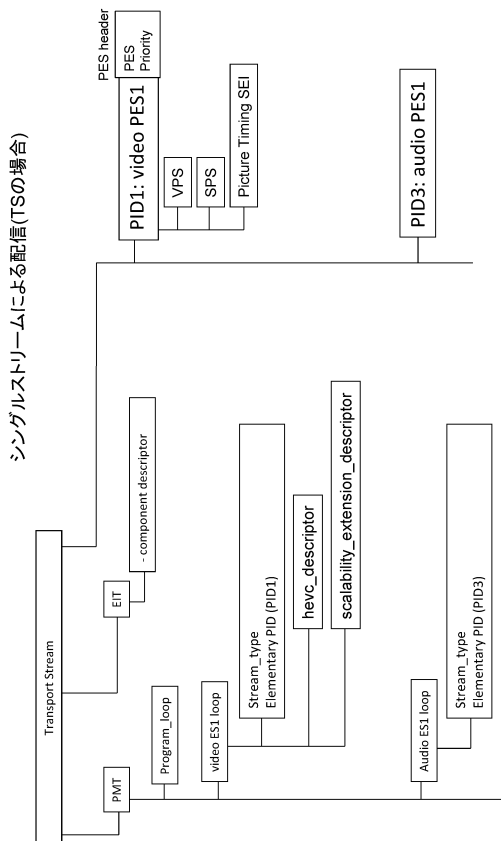 シングルストリームによる配信(TSの場合)
Transport Stream
PMT
Program_loop
video ES1 loop
Stream_type
Elementary PID (PID1)
hevc_descriptor
scalability_extension_descriptor
Audio ES1 loop
Stream_type
Elementary PID (PID3)
EIT
- component descriptor
PES header
PID1: video PES1
PES
Priority
VPS
SPS
Picture Timing SEI
PID3: audio PES1